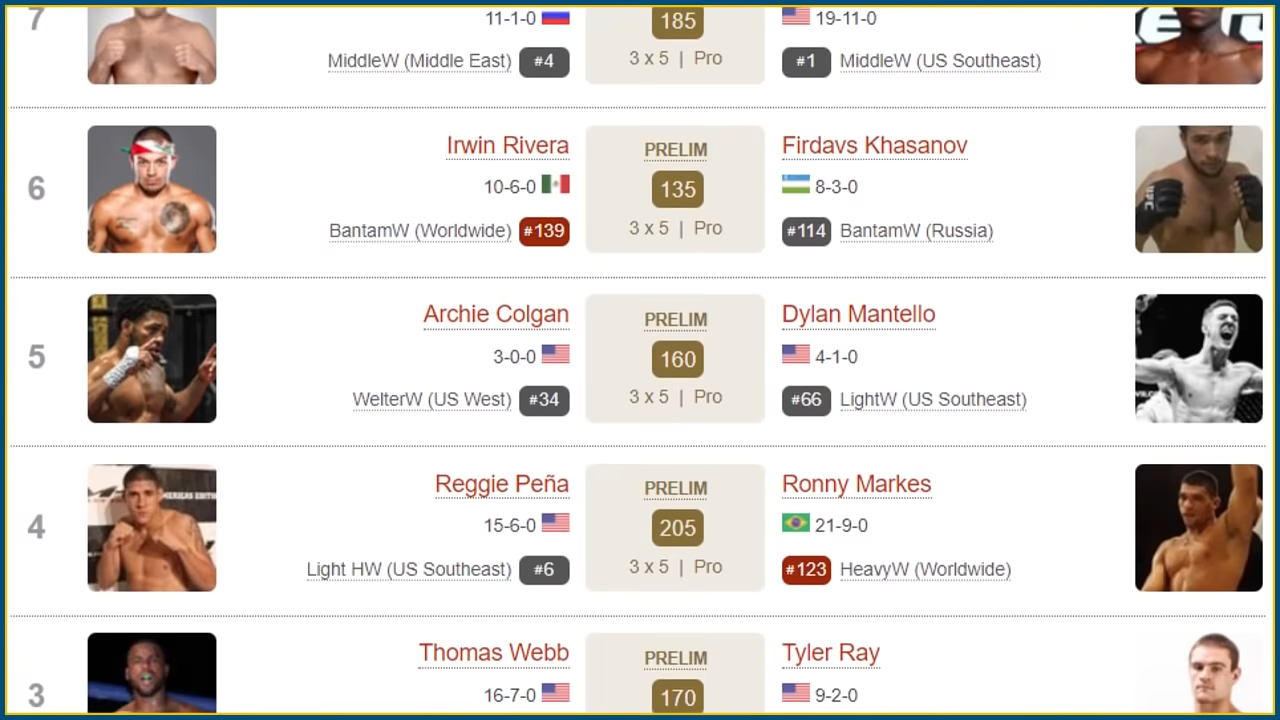 7
11-1-0
185
19-11-0
MiddleW (Middle East) #4
3 x 5 | Pro
#1 MiddleW (US Southeast)
6
Irwin Rivera
PRELIM
Firdavs Khasanov
10-6-0
135
8-3-0
BantamW (Worldwide) #139
3 x 5 | Pro
#114 BantamW (Russia)
5
Archie Colgan
PRELIM
Dylan Mantello
3-0-0
160
4-1-0
WelterW (US West) #34
3 x 5 | Pro
#66 LightW (US Southeast)
4
Reggie Peña
PRELIM
Ronny Markes
15-6-0
205
21-9-0
Light HW (US Southeast) #6
3 x 5 | Pro
#123 HeavyW (Worldwide)
3
Thomas Webb
PRELIM
Tyler Ray
16-7-0
170
9-2-0